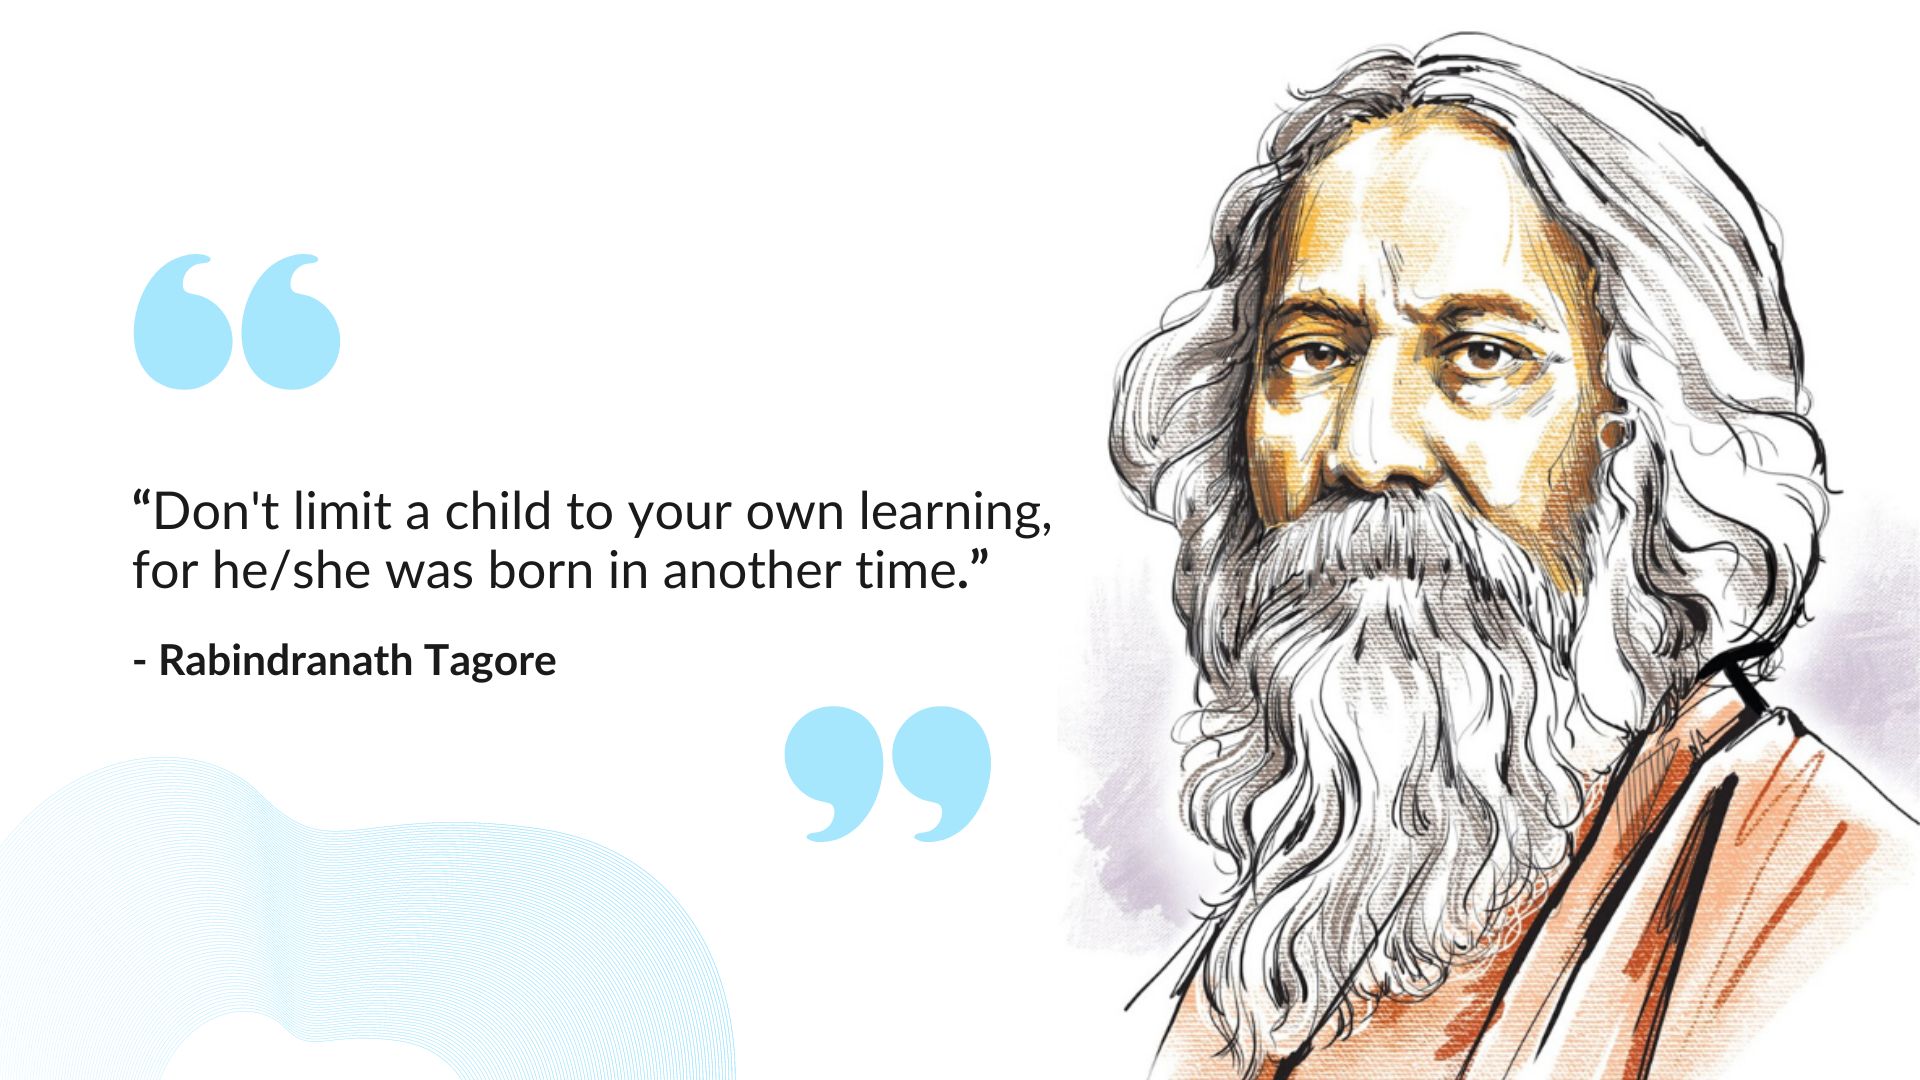 “Don't limit a child to your own learning,
for he/she was born in another time.”
- Rabindranath Tagore